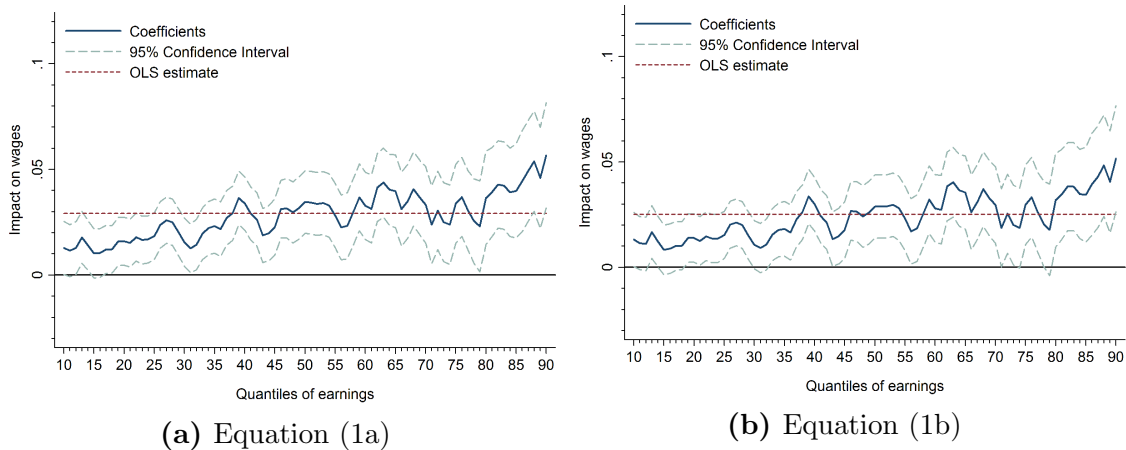 Coefficients
95% Confidence Interval
OLS estimate
Impact on wages
.1
.05
0
10 15 20 25 30 35 40 45 50 55 60 65 70 75 80 85 90
Quantiles of earnings
(a) Equation (1a)
Coefficients
95% Confidence Interval
OLS estimate
Impact on wages
.1
.05
0
10 15 20 25 30 35 40 45 50 55 60 65 70 75 80 85 90
Quantiles of earnings
(b) Equation (1b)